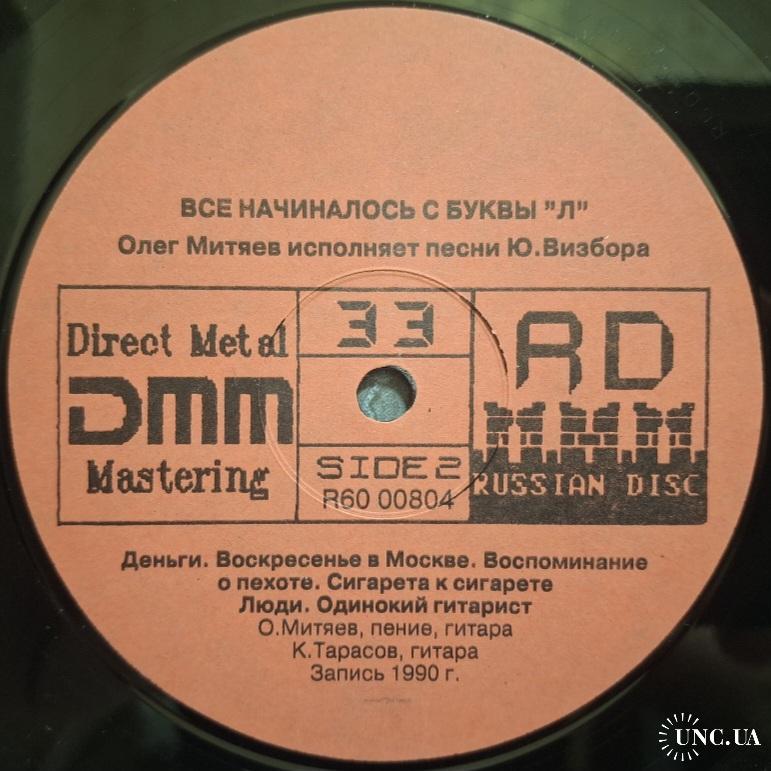 ВСЕ НАЧИНАЛОСЬ С БУКВЫ "Л"
Олег Митяев исполняет песни Ю.Визбора
Direct Metal
DMM
Mastering
33
SIDE 2
R60 00804
RD
RUSSIAN DISC
Деньги. Воскресенье в Москве. Воспоминание
о пехоте. Сигарета к сигарете
Люди. Одинокий гитарист
О.Митяев, пение, гитара
К.Тарасов, гитара
Запись 1990 г.
UNC.UA